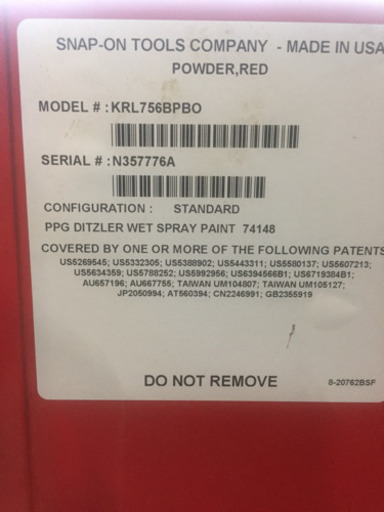 SNAP-ON TOOLS COMPANY - MADE IN USA
POWDER,RED
MODEL # : KRL756BPBO
SERIAL # : N357776A
CONFIGURATION : STANDARD
PPG DITZLER WET SPRAY PAINT 74148
COVERED BY ONE OR MORE OF THE FOLLOWING PATENTS
US5269545; US5332305; US5388902; US5443311; US5580137; US5607213;
US5634359; US5788252; US5992956; US6394566B1; US6719384B1;
AU657196; AU667755; TAIWAN UM104807; TAIWAN UM105127;
JP2050994; AT560394; CN2246991; GB2355919
DO NOT REMOVE
8-20762BSF